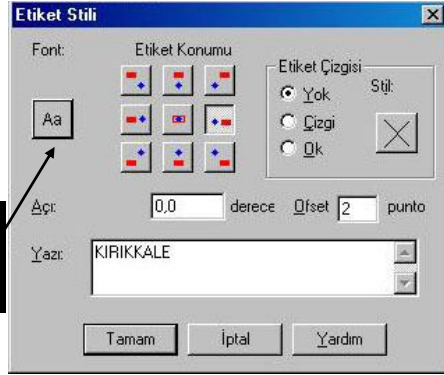 Etiket Stili
Font: Etiket Konumu
Etiket Çizgisi
Yok Stil:
Aa
Çizgi
Ok
Açı: 0,0 derece Ofset 2 punto
Yazı: KIRIKKALE
Tamam İptal Yardım